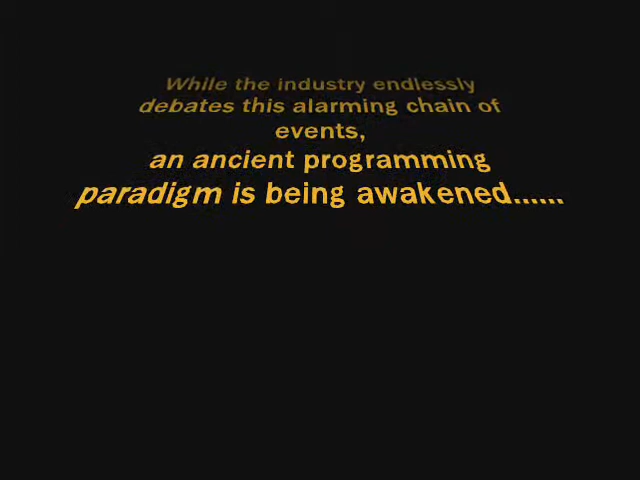 While the industry endlessly
debates this alarming chain of
events,
an ancient programming
paradigm is being awakened......